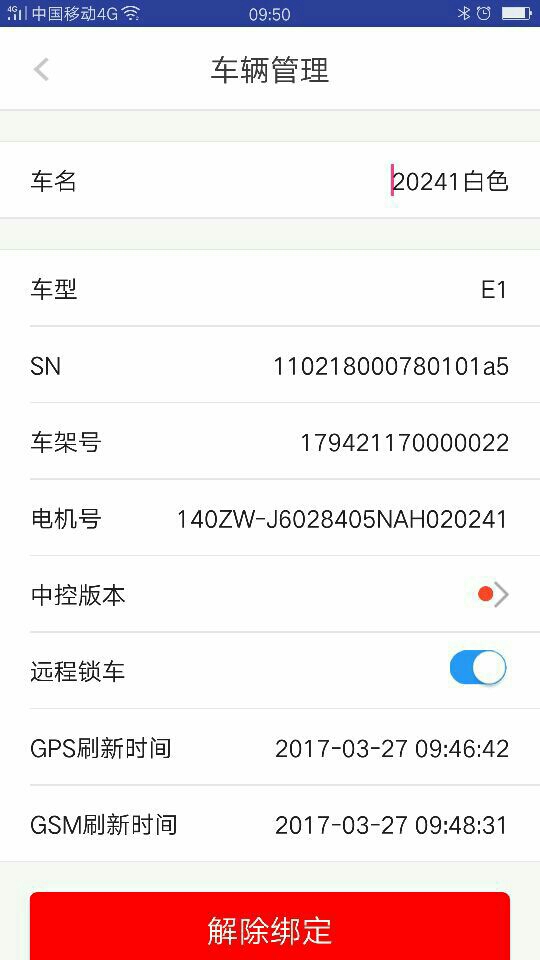 4G 中国移动4G 09:50
车辆管理
车名 20241白色
车型 E1
SN 110218000780101a5
车架号 179421170000022
电机号 140ZW-J6028405NAH020241
中控版本
远程锁车
GPS刷新时间 2017-03-27 09:46:42
GSM刷新时间 2017-03-27 09:48:31
解除绑定